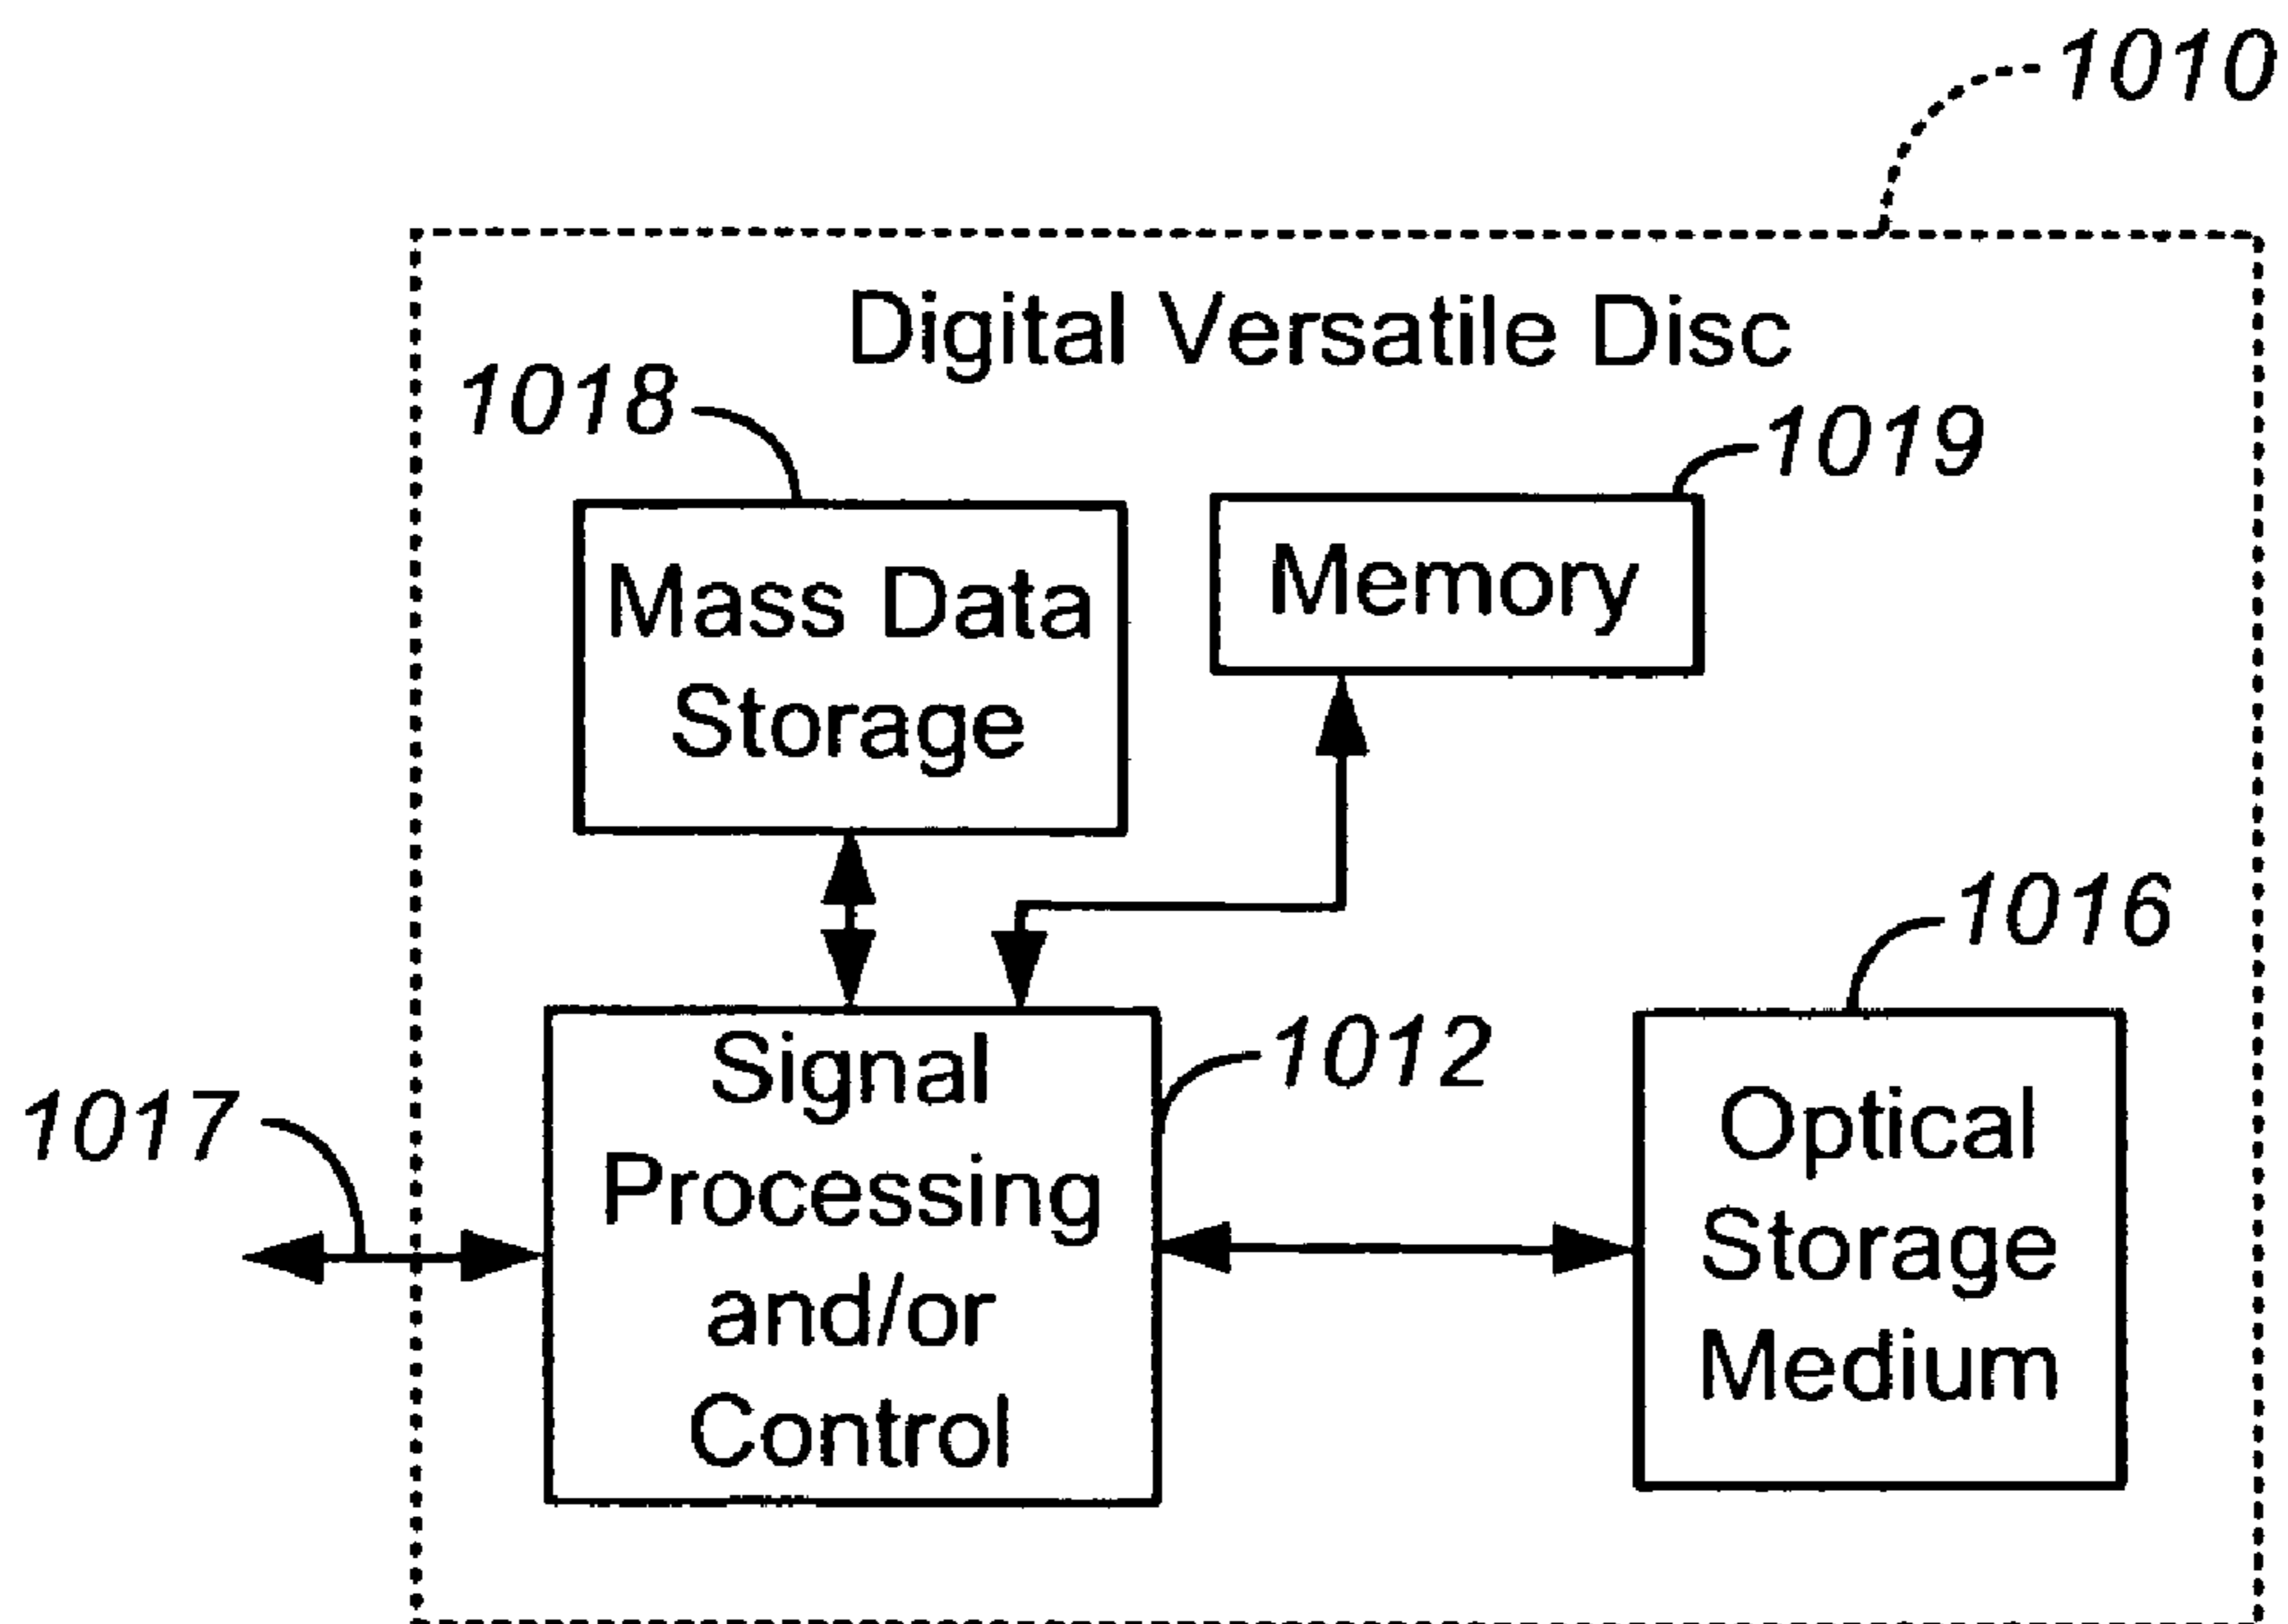 1010
Digital Versatile Disc
1018
1019
Mass Data
Storage
Memory
1016
1017
Signal
Processing
and/or
Control
1012
Optical
Storage
Medium